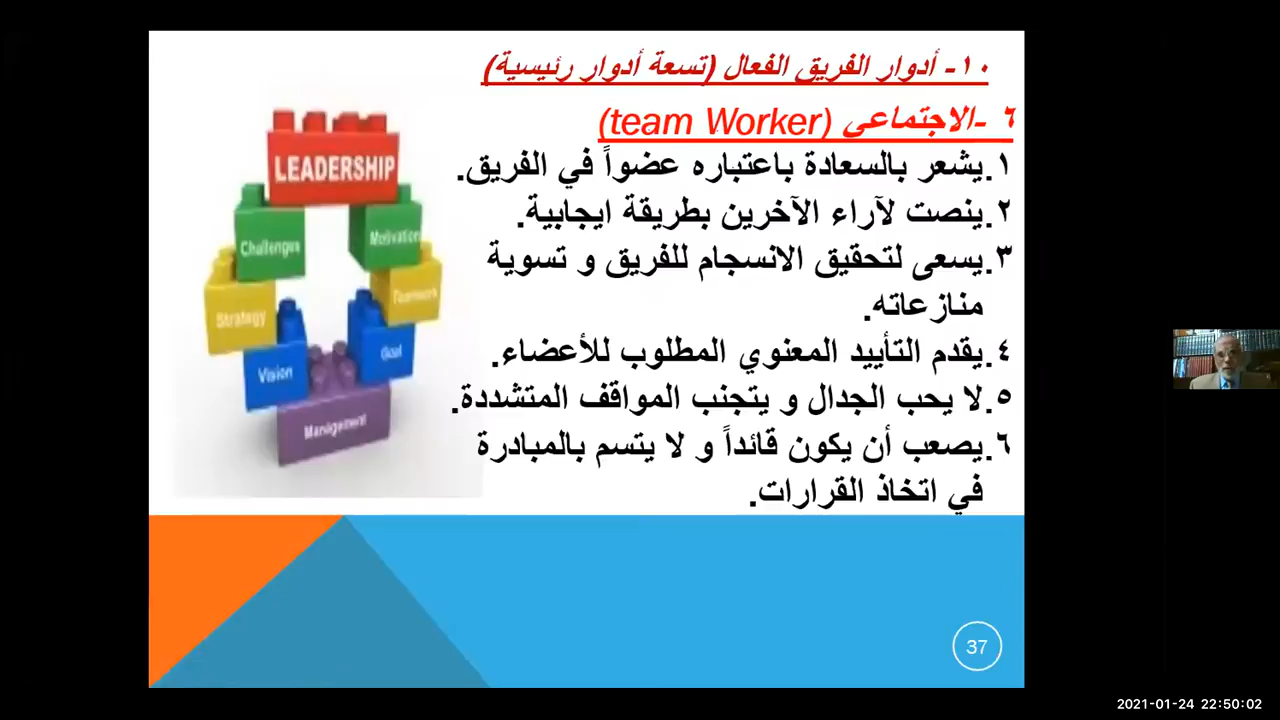 ١٠- أدوار الفريق الفعال (تسعة أدوار رئيسية)
٦ -الاجتماعي (team Worker)
١.يشعر بالسعادة باعتباره عضواً في الفريق.
٢.ينصت لآراء الآخرين بطريقة ايجابية.
٣.يسعى لتحقيق الانسجام للفريق و تسوية
منازعاته.
٤.يقدم التأييد المعنوي المطلوب للأعضاء.
٥.لا يحب الجدال و يتجنب المواقف المتشددة.
٦.يصعب أن يكون قائداً و لا يتسم بالمبادرة
في اتخاذ القرارات.
LEADERSHIP
Challenges
Motivation
Strategy
Teamwork
Vision
Goal
Management
37
2021-01-24 22:50:02